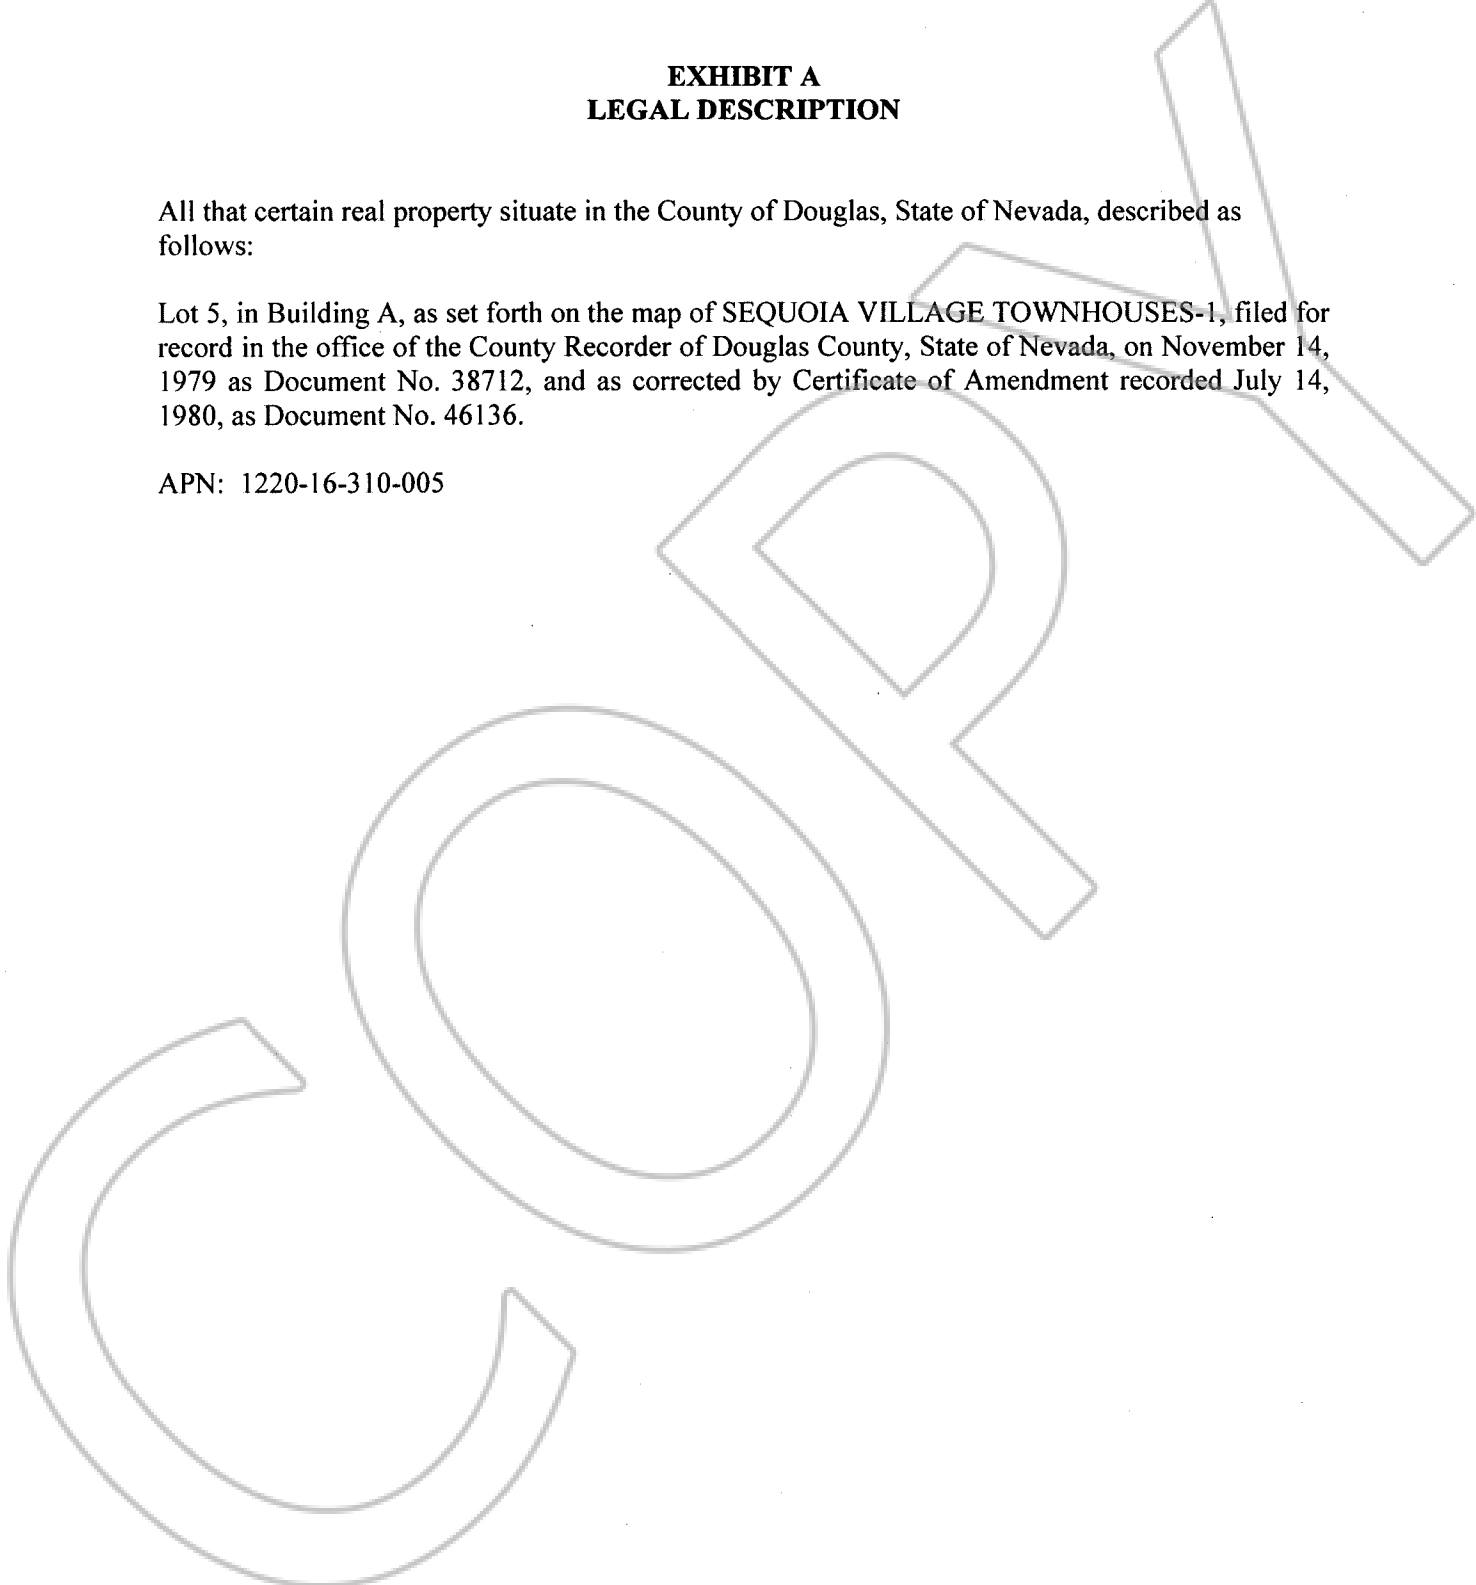 EXHIBIT A
LEGAL DESCRIPTION
All that certain real property situate in the County of Douglas, State of Nevada, described as
follows:
Lot 5, in Building A, as set forth on the map of SEQUOIA VILLAGE TOWNHOUSES-1, filed for
record in the office of the County Recorder of Douglas County, State of Nevada, on November 14,
1979 as Document No. 38712, and as corrected by Certificate of Amendment recorded July 14,
1980, as Document No. 46136.
APN: 1220-16-310-005
COPY